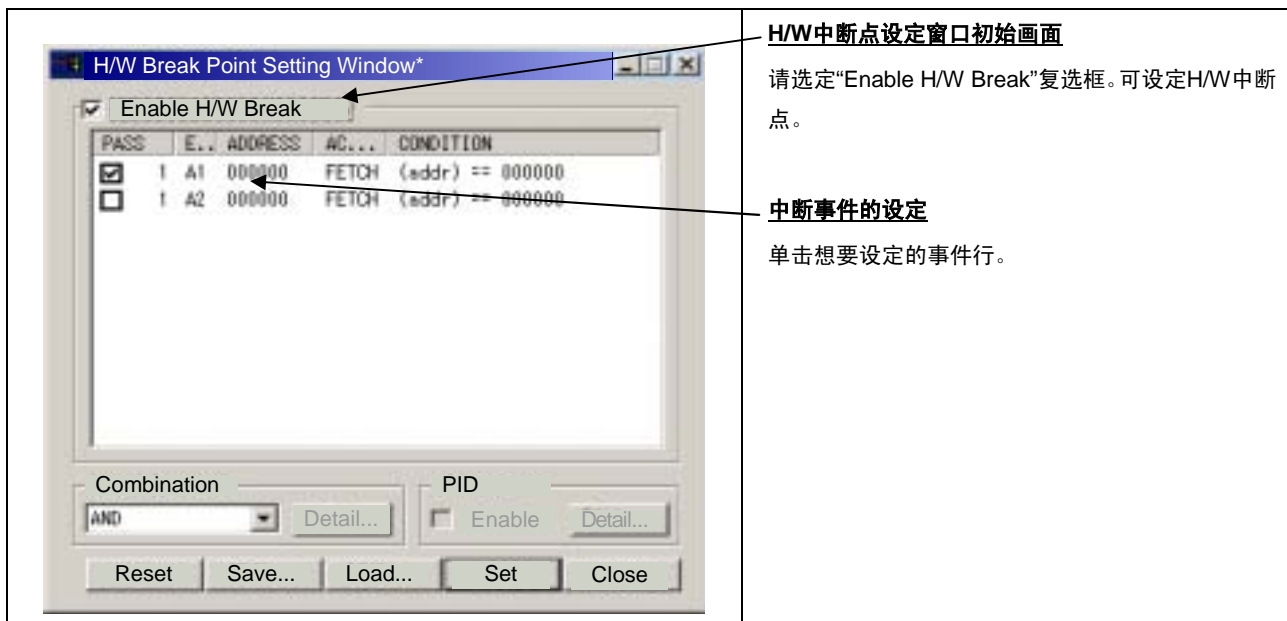 H/W Break Point Setting Window*
Enable H/W Break
PASS E.. ADDRESS AC... CONDITION
1 A1 000000 FETCH (addr) == 000000
1 A2 000000 FETCH (addr) == 000000
Combination PID
AND Detail... Enable Detail...
Reset Save... Load... Set Close
H/W中断点设定窗口初始画面
请选定“Enable H/W Break”复选框。可设定H/W中断
点。
中断事件的设定
单击想要设定的事件行。